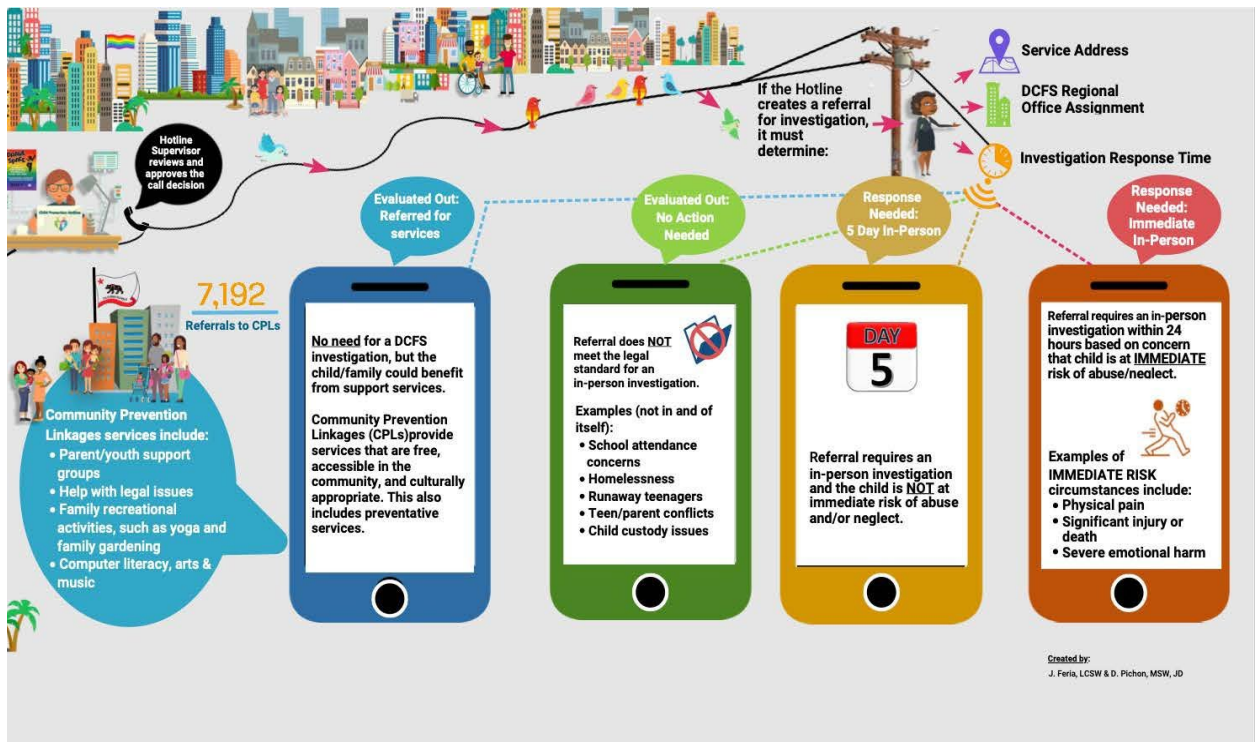 Service Address
DCFS Regional
Office Assignment
Investigation Response Time
If the Hotline
creates a referral
for investigation,
it must
determine:
Hotline
Supervisor
reviews and
approves the
call decision
Evaluated Out:
Referred for
services
Evaluated Out:
No Action
Needed
Response
Needed:
5 Day In-Person
Response
Needed:
Immediate
In-Person
7,192
Referrals to CPLs
Community Prevention
Linkages services include:
• Parent/youth support
groups
• Help with legal issues
• Family recreational
activities, such as yoga and
family gardening
• Computer literacy, arts &
music
No need for a DCFS
investigation, but the
child/family could benefit
from support services.
Community Prevention
Linkages (CPLs)provide
services that are free,
accessible in the
community, and culturally
appropriate. This also
includes preventative
services.
Referral does NOT
meet the legal
standard for an
in-person investigation.
Examples (not in and of
itself):
• School attendance
concerns
• Homelessness
• Runaway teenagers
• Teen/parent conflicts
• Child custody issues
DAY
5
Referral requires an
in-person investigation
and the child is NOT at
immediate risk of abuse
and/or neglect.
Referral requires an in-person
investigation within 24
hours based on concern
that child is at IMMEDIATE
risk of abuse/neglect.
Examples of
IMMEDIATE RISK
circumstances include:
• Physical pain
• Significant injury or
death
• Severe emotional harm
Created by:
J. Feria, LCSW & D. Pichon, MSW, JD